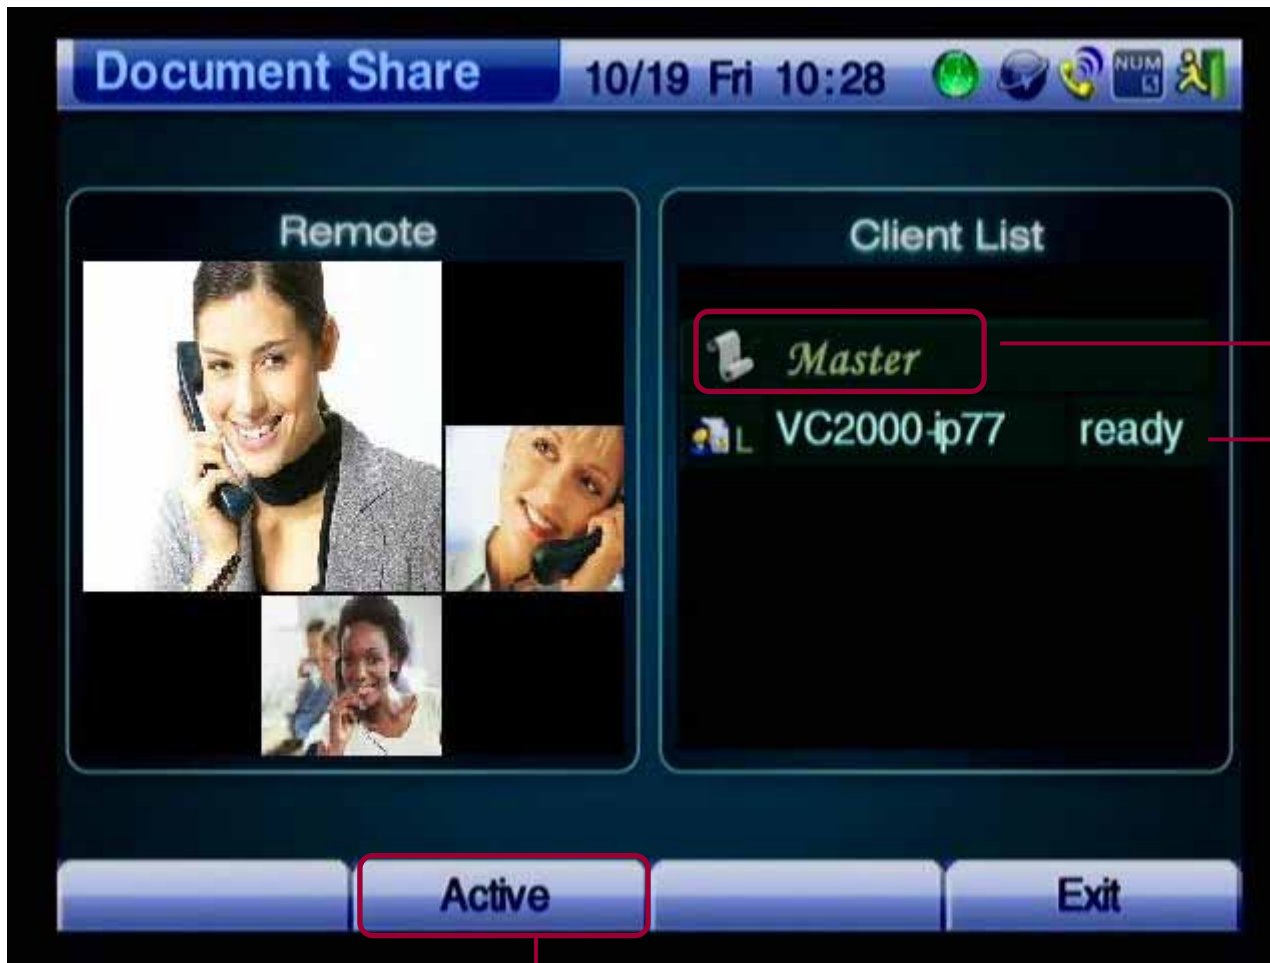 Document Share 10/19 Fri 10:28 NUM
Remote
Client List
Master
L VC2000-ip77 ready
Active Exit